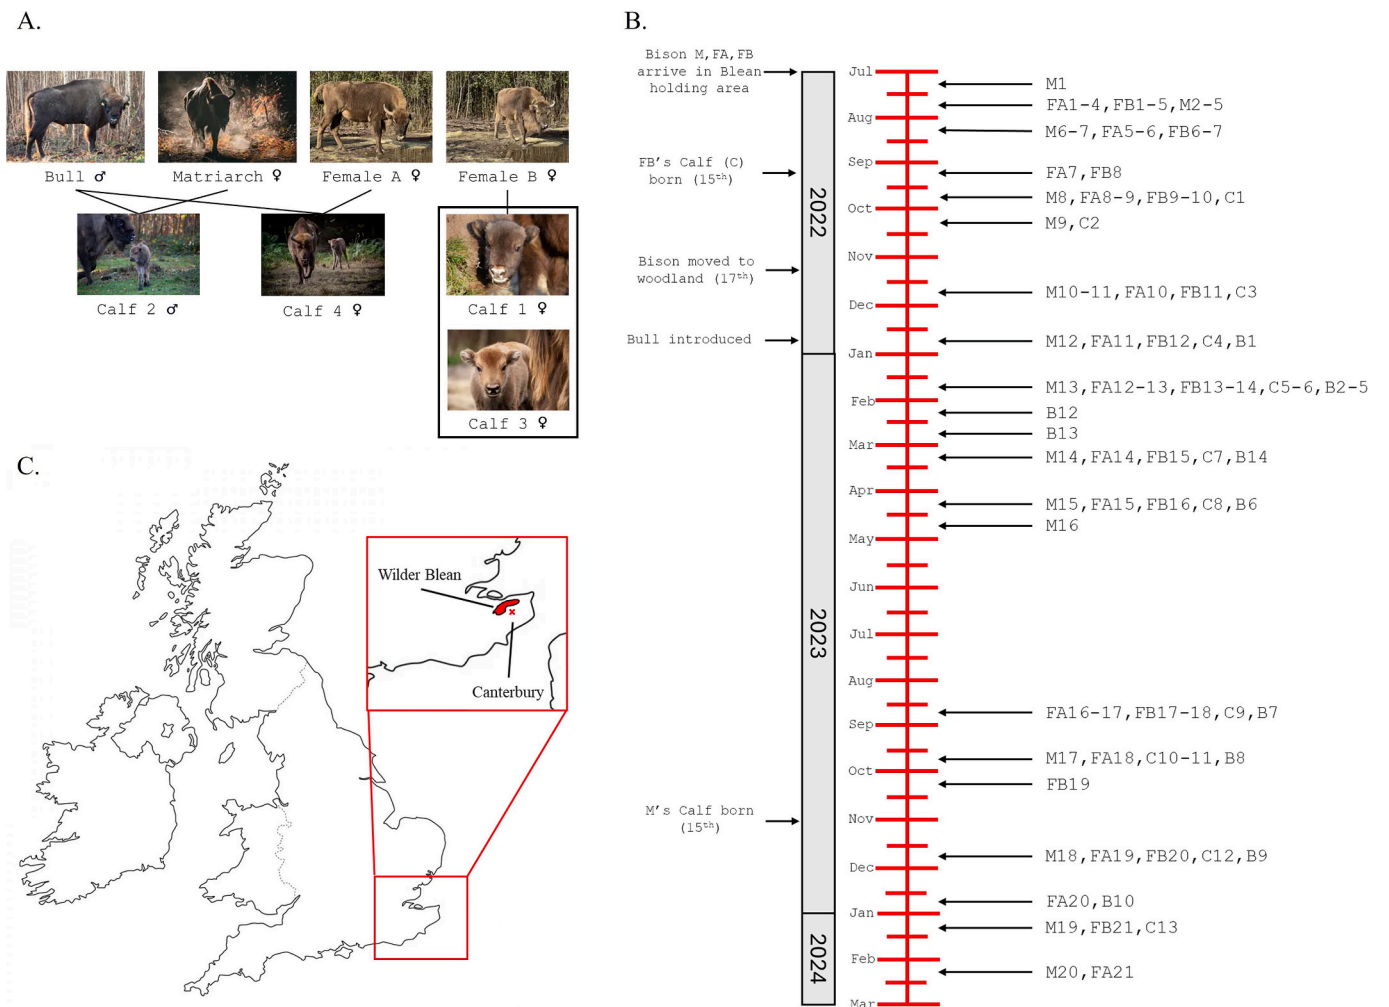 A.
Bull ♂
Matriarch ♀
Female A ♀
Female B ♀
Calf 2 ♂
Calf 4 ♀
Calf 1 ♀
Calf 3 ♀
B.
Bison M,FA,FB
arrive in Blean
holding area
FB's Calf (C)
born (15th)
Bison moved to
woodland (17th)
Bull introduced
M's Calf born
(15th)
2022
2023
2024
Jul
Aug
Sep
Oct
Nov
Dec
Jan
Feb
Mar
Apr
May
Jun
Jul
Aug
Sep
Oct
Nov
Dec
Jan
Feb
Mar
M1
FA1-4,FB1-5,M2-5
M6-7,FA5-6,FB6-7
FA7,FB8
M8,FA8-9,FB9-10,C1
M9,C2
M10-11,FA10,FB11,C3
M12,FA11,FB12,C4,B1
M13,FA12-13,FB13-14,C5-6,B2-5
B12
B13
M14,FA14,FB15,C7,B14
M15,FA15,FB16,C8,B6
M16
FA16-17,FB17-18,C9,B7
M17,FA18,C10-11,B8
FB19
M18,FA19,FB20,C12,B9
FA20,B10
M19,FB21,C13
M20,FA21
C.
Wilder Blean
Canterbury